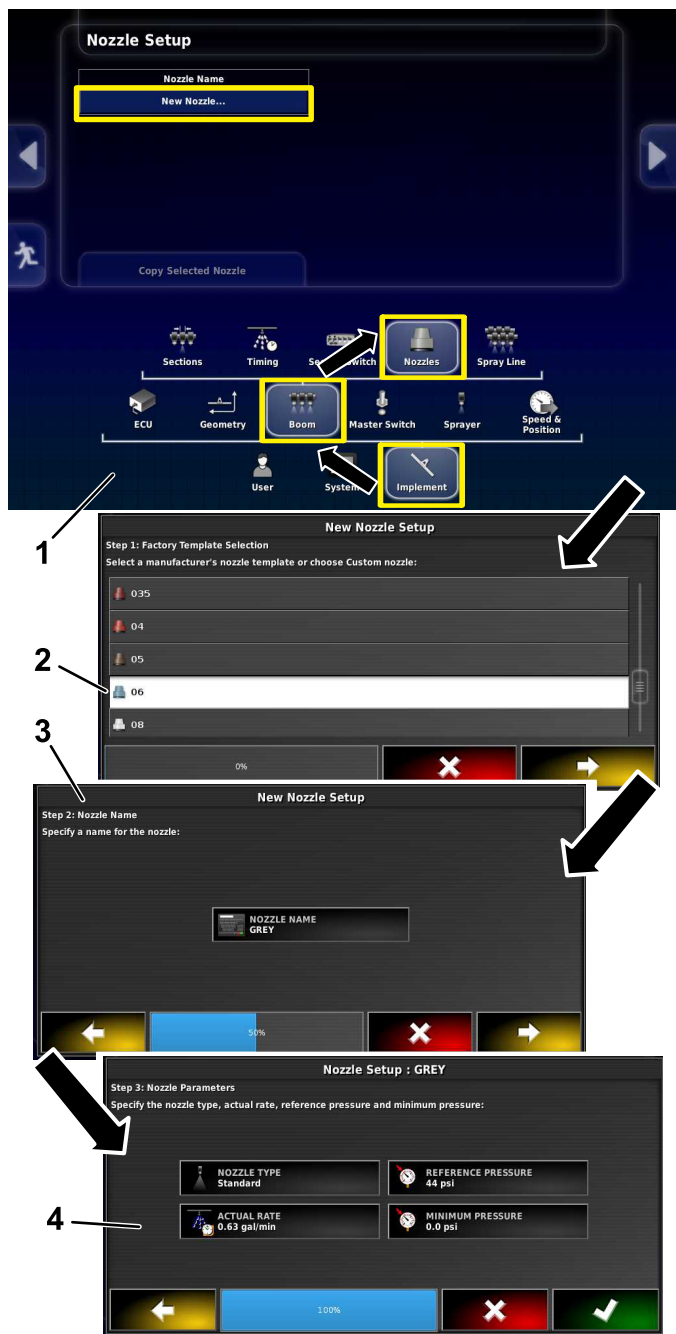 Nozzle Setup
Nozzle Name
New Nozzle...
Copy Selected Nozzle
Sections
Timing
Nozzles
Spray Line
ECU
Geometry
Boom
Master Switch
Sprayer
Speed &
Position
User
System
Implement
1
New Nozzle Setup
Step 1: Factory Template Selection
Select a manufacturer's nozzle template or choose Custom nozzle:
035
04
05
2
06
08
0%
3
New Nozzle Setup
Step 2: Nozzle Name
Specify a name for the nozzle:
NOZZLE NAME
GREY
50%
Nozzle Setup : GREY
Step 3: Nozzle Parameters
Specify the nozzle type, actual rate, reference pressure and minimum pressure:
NOZZLE TYPE
Standard
REFERENCE PRESSURE
44 psi
4
ACTUAL RATE
0.63 gal/min
MINIMUM PRESSURE
0.0 psi
100%